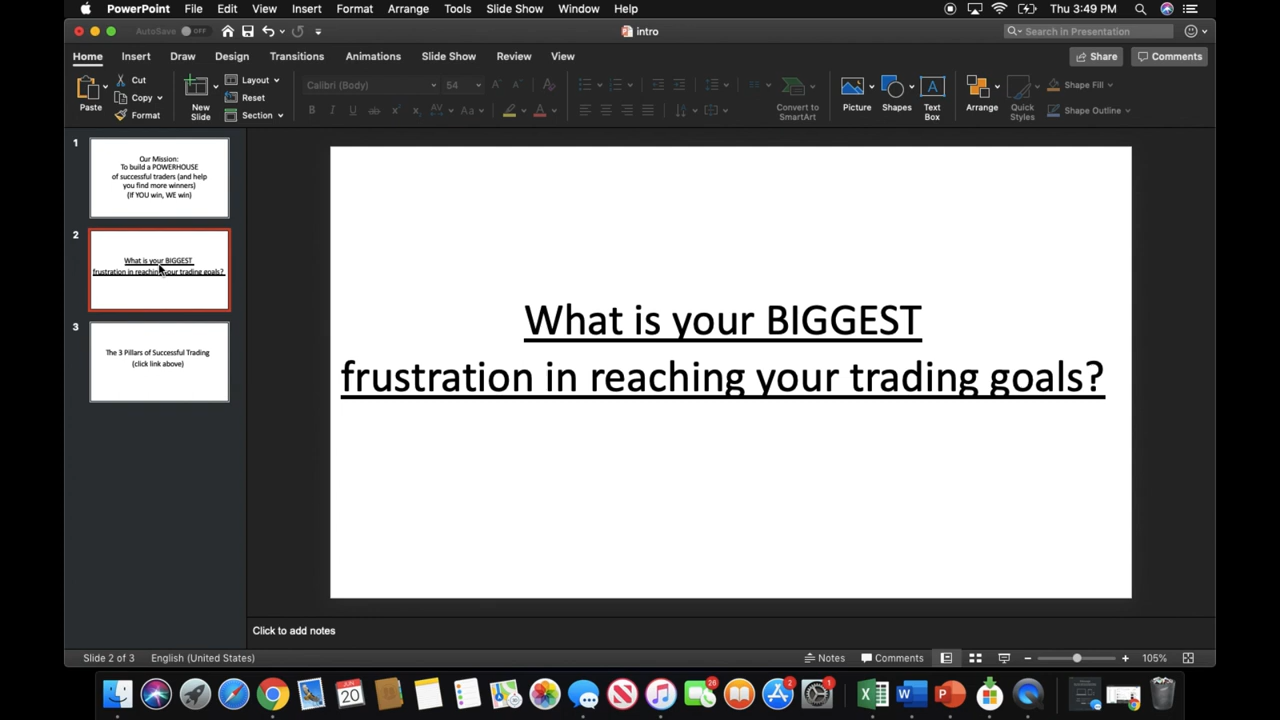 PowerPoint File Edit View Insert Format Arrange Tools Slide Show Window Help Thu 3:49 PM
AutoSave OFF intro Search in Presentation
Home Insert Draw Design Transitions Animations Slide Show Review View Share Comments
Paste Cut Copy Format New Slide Layout Reset Section Calibri (Body) 54 Convert to SmartArt Picture Shapes Text Box Arrange Quick Styles Shape Fill Shape Outline
1
Our Mission:
To build a POWERHOUSE
of successful traders (and help
you find more winners)
(If YOU win, WE win)
2
What is your BIGGEST
frustration in reaching your trading goals?
3
The 3 Pillars of Successful Trading
(click link above)
What is your BIGGEST
frustration in reaching your trading goals?
Click to add notes
Slide 2 of 3 English (United States) Notes Comments 105%
JUN
20
26
2
1